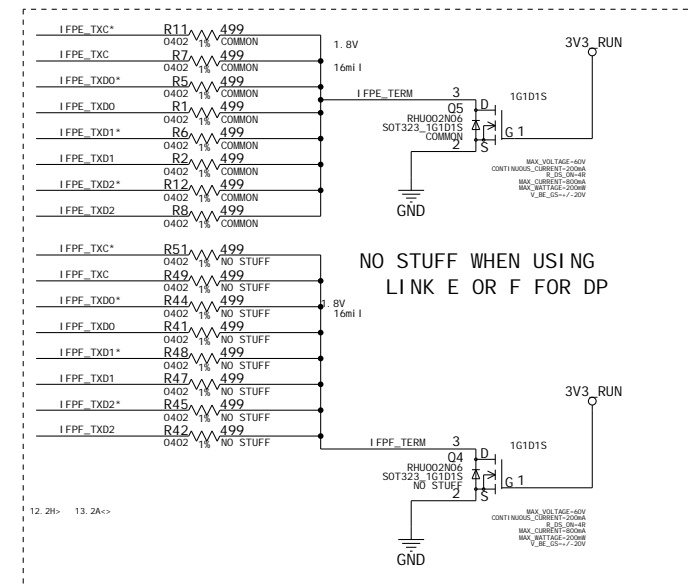 IFPE_TXC* R11 499
0402 1% COMMON
IFPE_TXC R7 499
0402 1% COMMON
IFPE_TXD0* R5 499
0402 1% COMMON
IFPE_TXD0 R1 499
0402 1% COMMON
IFPE_TXD1* R6 499
0402 1% COMMON
IFPE_TXD1 R2 499
0402 1% COMMON
IFPE_TXD2* R12 499
0402 1% COMMON
IFPE_TXD2 R8 499
0402 1% COMMON
1.8V
16mil
IFPE_TERM 3
3V3_RUN
Q5 D 1G1D1S
RHU002N06
SOT323_1G1D1S G 1
COMMON
2 S
GND
MAX_VOLTAGE=60V
CONTINUOUS_CURRENT=200mA
R_DS_ON=4R
MAX_CURRENT=800mA
MAX_WATTAGE=200mW
V_BE_GS=+/-20V
IFPF_TXC* R51 499
0402 1% NO STUFF
IFPF_TXC R49 499
0402 1% NO STUFF
IFPF_TXD0* R44 499
0402 1% NO STUFF
IFPF_TXD0 R41 499
0402 1% NO STUFF
IFPF_TXD1* R48 499
0402 1% NO STUFF
IFPF_TXD1 R47 499
0402 1% NO STUFF
IFPF_TXD2* R45 499
0402 1% NO STUFF
IFPF_TXD2 R42 499
0402 1% NO STUFF
1.8V
16mil
NO STUFF WHEN USING
LINK E OR F FOR DP
3V3_RUN
IFPF_TERM 3
Q4 D 1G1D1S
RHU002N06
SOT323_1G1D1S G 1
NO STUFF
2 S
GND
MAX_VOLTAGE=60V
CONTINUOUS_CURRENT=200mA
R_DS_ON=4R
MAX_CURRENT=800mA
MAX_WATTAGE=200mW
V_BE_GS=+/-20V
12.2H> 13.2A<>